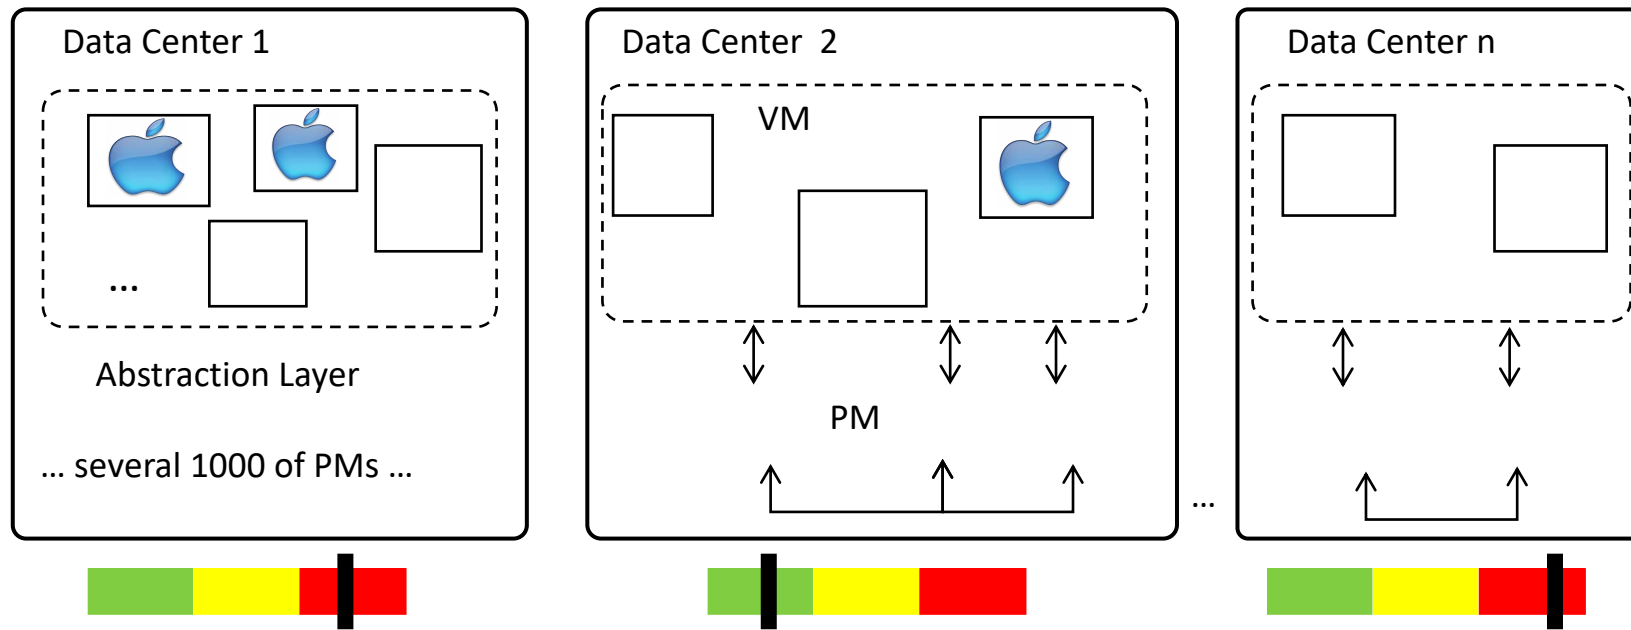 Data Center 1
...
Abstraction Layer
... several 1000 of PMs ...
Data Center  2
VM
PM
...
Data Center n